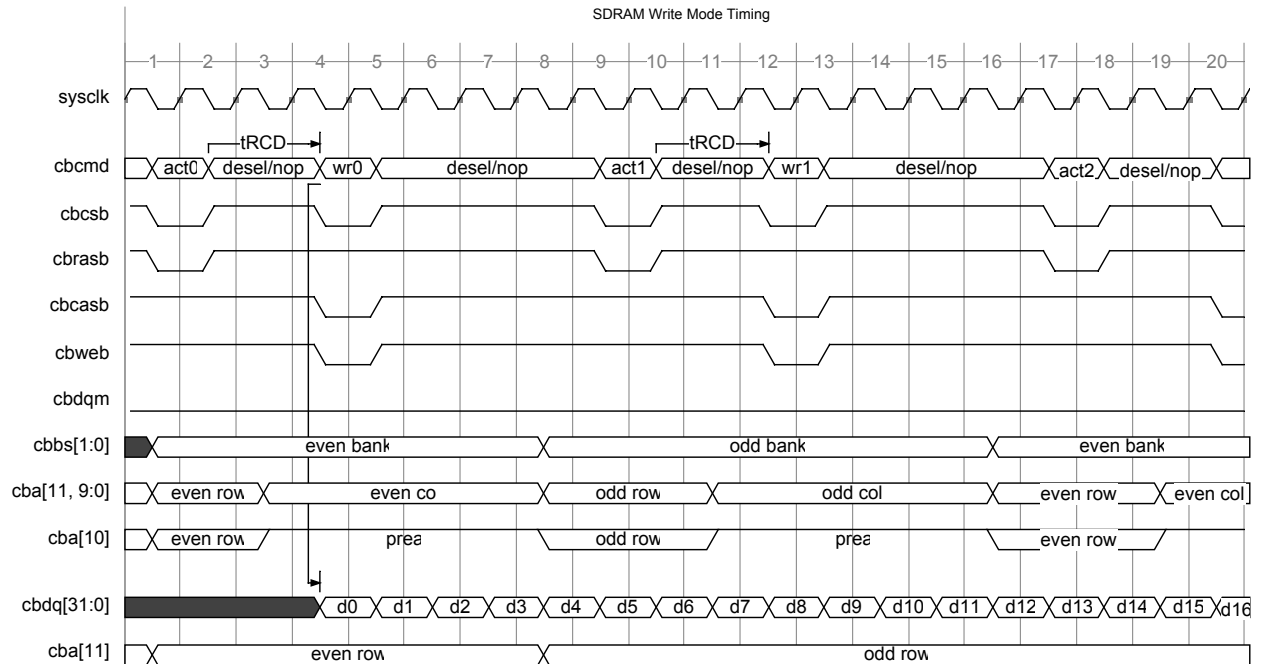 SDRAM Write Mode Timing
1 2 3 4 5 6 7 8 9 10 11 12 13 14 15 16 17 18 19 20
sysclk
tRCD tRCD
cbcmd act0 desel/nop wr0 desel/nop act1 desel/nop wr1 desel/nop act2 desel/nop
cbcsb
cbrasb
cbcasb
cbweb
cbdqm
cbbs[1:0] even bank odd bank even bank
cba[11, 9:0] even row even co odd row odd col even row even col
cba[10] even row prea odd row prea even row
cbdq[31:0] d0 d1 d2 d3 d4 d5 d6 d7 d8 d9 d10 d11 d12 d13 d14 d15 d16
cba[11] even row odd row